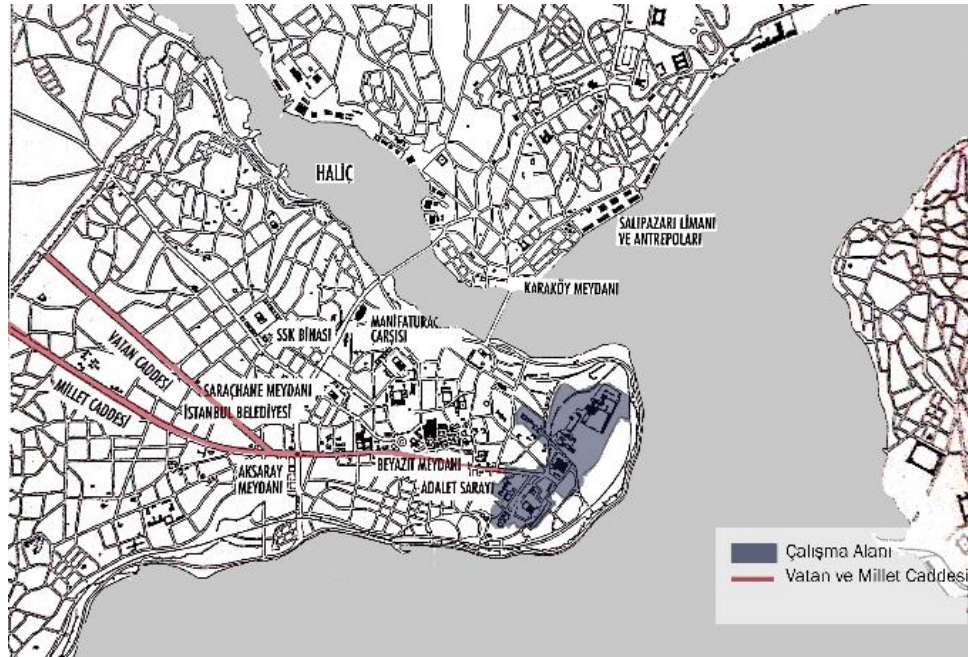 HALİÇ
SALIPAZARI LİMANI
VE ANTREPOLARI
KARAKÖY MEYDANI
MANİFATURAC
ÇARŞISI
SSK BİNASI
VATAN CADDESİ
MİLLET CADDESİ
SARAÇHANE MEYDANI
İSTANBUL BELEDİYESİ
AKSARAY
MEYDANI
BEYAZIT MEYDANI
ADALET SARAYI
Çalışma Alanı
Vatan ve Millet Caddesi